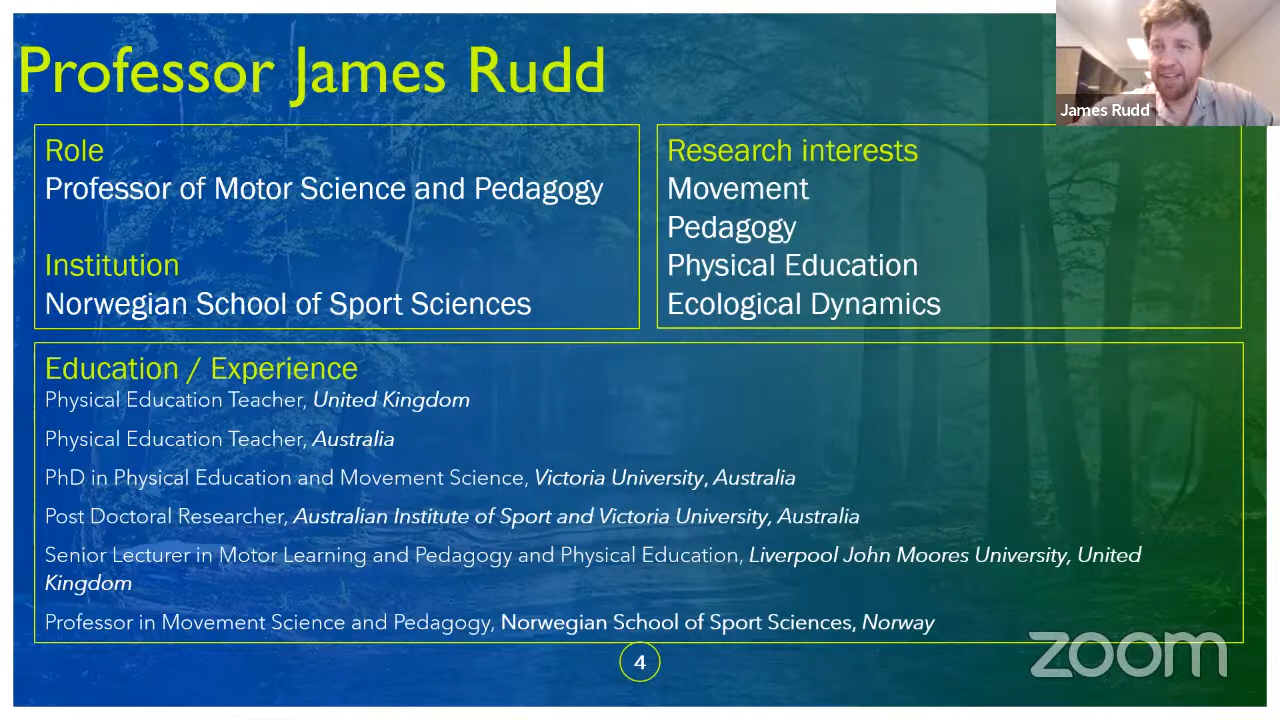 Professor James Rudd
James Rudd
Role
Professor of Motor Science and Pedagogy
Institution
Norwegian School of Sport Sciences
Research interests
Movement
Pedagogy
Physical Education
Ecological Dynamics
Education / Experience
Physical Education Teacher, United Kingdom
Physical Education Teacher, Australia
PhD in Physical Education and Movement Science, Victoria University, Australia
Post Doctoral Researcher, Australian Institute of Sport and Victoria University, Australia
Senior Lecturer in Motor Learning and Pedagogy and Physical Education, Liverpool John Moores University, United
Kingdom
Professor in Movement Science and Pedagogy, Norwegian School of Sport Sciences, Norway
4
zoom